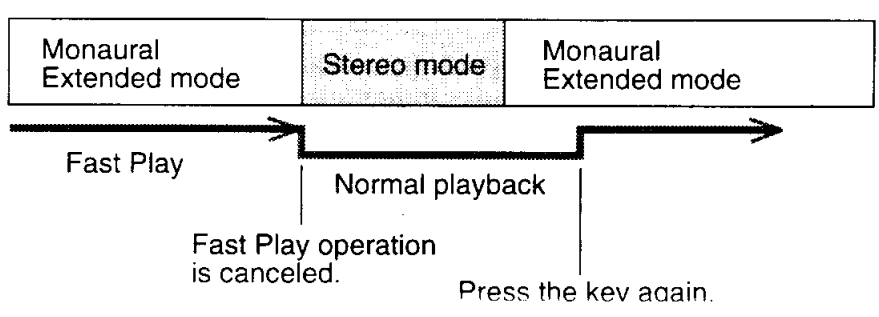 Monaural
Extended mode
Stereo mode
Monaural
Extended mode
Fast Play
Normal playback
Fast Play operation
is canceled.
Press the key again.